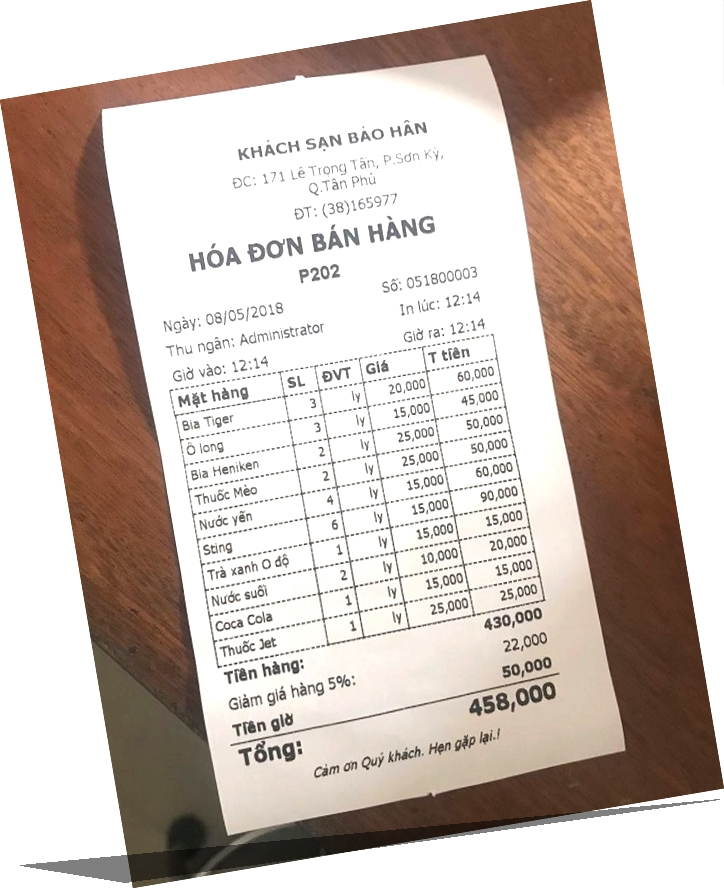 KHÁCH SẠN BẢO HÂN
ĐC: 171 Lê Trọng Tấn, P.Sơn Kỳ,
Q.Tân Phú
ĐT: (38)165977
HÓA ĐƠN BÁN HÀNG
P202
Số: 051800003
Ngày: 08/05/2018
In lúc: 12:14
Thu ngân: Administrator
Giờ ra: 12:14
Giờ vào: 12:14
Mặt hàng SL ĐVT Giá T tiền
Bia Tiger 3 ly 20,000 60,000
Ô long 3 ly 15,000 45,000
Bia Heniken 2 ly 25,000 50,000
Thuốc Mèo 2 ly 25,000 50,000
Nước yến 4 ly 15,000 60,000
Sting 6 ly 15,000 90,000
Trà xanh O độ 1 ly 15,000 15,000
Nước suối 2 ly 10,000 20,000
Coca Cola 1 ly 15,000 15,000
Thuốc Jet 1 ly 25,000 25,000
Tiền hàng: 430,000
Giảm giá hàng 5%: 22,000
Tiền giờ 50,000
Tổng: 458,000
Cảm ơn Quý khách. Hẹn gặp lại.!